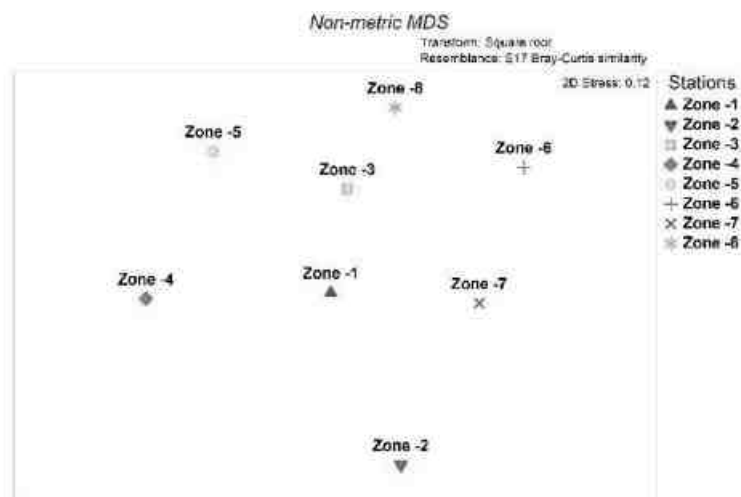 Non-metric MDS
Transform: Square root
Resemblance: S17 Bray-Curtis similarity
2D Stress: 0.12
Zone -8
Zone -5
Zone -6
Zone -3
Zone -4
Zone -1
Zone -7
Zone -2
Stations
Zone -1
Zone -2
Zone -3
Zone -4
Zone -5
Zone -6
Zone -7
Zone -8